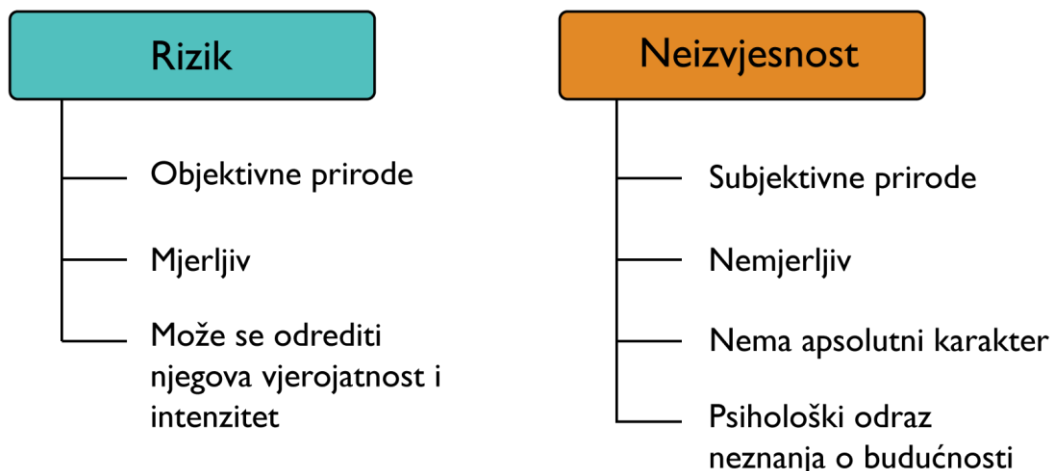 Rizik
Objektivne prirode
Mjerljiv
Može se odrediti
njegova vjerojatnost i
intenzitet
Neizvjesnost
Subjektivne prirode
Nemjerljiv
Nema apsolutni karakter
Psihološki odraz
neznanja o budućnosti